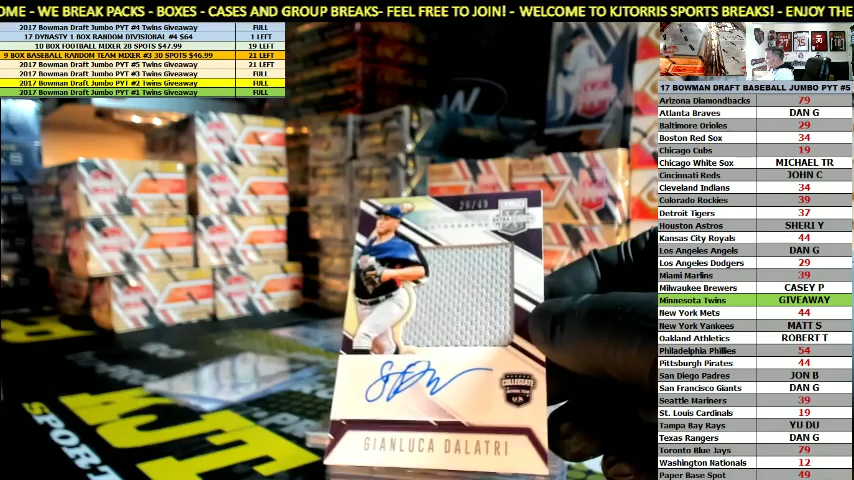 OME - WE BREAK PACKS - BOXES - CASES AND GROUP BREAKS- FEEL FREE TO JOIN! - WELCOME TO KJTORRIS SPORTS BREAKS! - ENJOY THE
2017 Bowman Draft Jumbo PYT #4 Twins Giveaway FULL
17 DYNASTY 1 BOX RANDOM DIVISIONAL #4 $64 1 LEFT
10 BOX FOOTBALL MIXER 28 SPOTS $47.99 19 LEFT
9 BOX BASEBALL RANDOM TEAM MIXER #3 30 SPOTS $46.99 21 LEFT
2017 Bowman Draft Jumbo PYT #5 Twins Giveaway 21 LEFT
2017 Bowman Draft Jumbo PYT #3 Twins Giveaway FULL
2017 Bowman Draft Jumbo PYT #2 Twins Giveaway FULL
2017 Bowman Draft Jumbo PYT #1 Twins Giveaway FULL
17 BOWMAN DRAFT BASEBALL JUMBO PYT #5
Arizona Diamondbacks 79
Atlanta Braves DAN G
Baltimore Orioles 29
Boston Red Sox 34
Chicago Cubs 19
Chicago White Sox MICHAEL TR
Cincinnati Reds JOHN C
Cleveland Indians 34
Colorado Rockies 39
Detroit Tigers 37
Houston Astros SHERI Y
Kansas City Royals 44
Los Angeles Angels DAN G
Los Angeles Dodgers 29
Miami Marlins 39
Milwaukee Brewers CASEY P
Minnesota Twins GIVEAWAY
New York Mets 44
New York Yankees MATT S
Oakland Athletics ROBERT T
Philadelphia Phillies 54
Pittsburgh Pirates 44
San Diego Padres JON B
San Francisco Giants DAN G
Seattle Mariners 39
St. Louis Cardinals 19
Tampa Bay Rays YU DU
Texas Rangers DAN G
Toronto Blue Jays 79
Washington Nationals 12
Paper Base Spot 49
COLLEGIATE
GIANLUCA DALATRI
KJT
SPORT